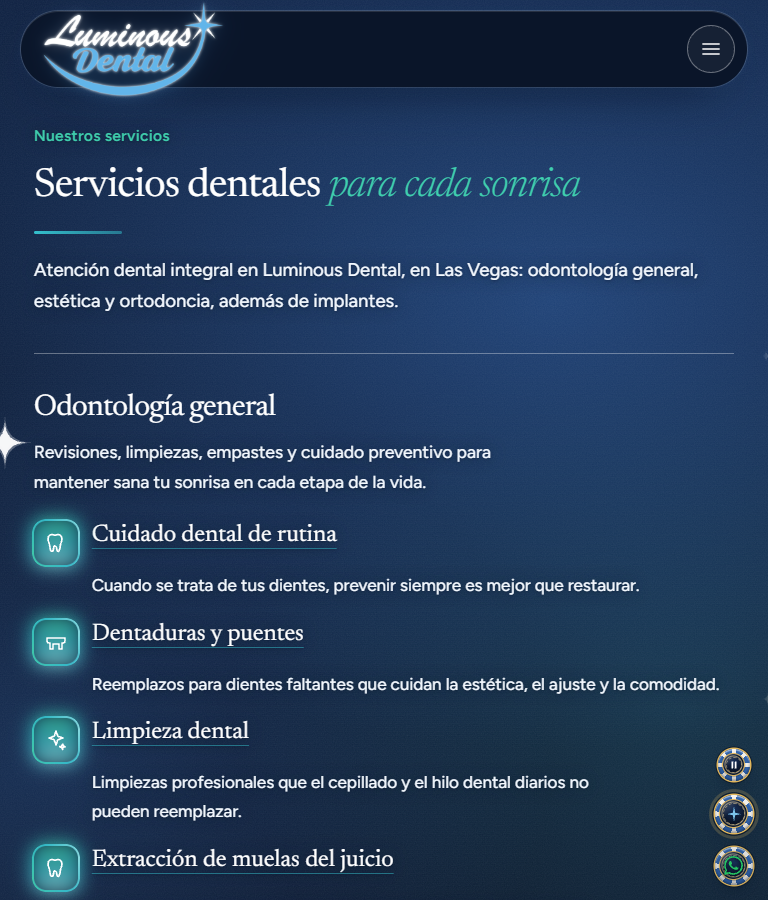 Luminous
Dental
Nuestros servicios
Servicios dentales para cada sonrisa
Atención dental integral en Luminous Dental, en Las Vegas: odontología general,
estética y ortodoncia, además de implantes.
Odontología general
Revisiones, limpiezas, empastes y cuidado preventivo para
mantener sana tu sonrisa en cada etapa de la vida.
Cuidado dental de rutina
Cuando se trata de tus dientes, prevenir siempre es mejor que restaurar.
Dentaduras y puentes
Reemplazos para dientes faltantes que cuidan la estética, el ajuste y la comodidad.
Limpieza dental
Limpiezas profesionales que el cepillado y el hilo dental diarios no
pueden reemplazar.
Extracción de muelas del juicio